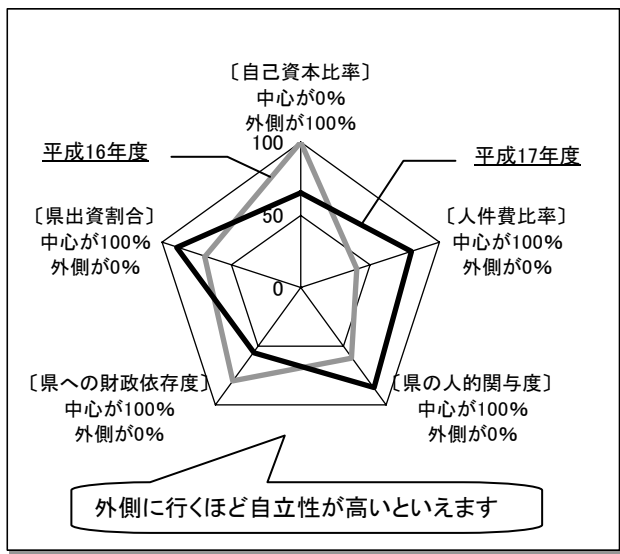 〔自己資本比率〕
中心が0%
外側が100%
100
平成16年度
平成17年度
〔県出資割合〕
中心が100%
外側が0%
50
〔人件費比率〕
中心が100%
外側が0%
0
〔県への財政依存度〕
中心が100%
外側が0%
〔県の人的関与度〕
中心が100%
外側が0%
外側に行くほど自立性が高いといえます